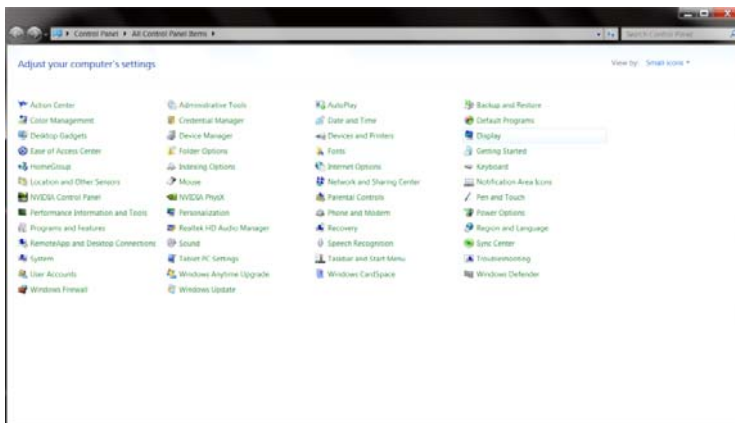 Control Panel ▸ All Control Panel Items ▸ Search Control Panel
Adjust your computer's settings View by: Small icons
Action Center Administrative Tools AutoPlay Backup and Restore
Color Management Credential Manager Date and Time Default Programs
Desktop Gadgets Device Manager Devices and Printers Display
Ease of Access Center Folder Options Fonts Getting Started
HomeGroup Indexing Options Internet Options Keyboard
Location and Other Sensors Mouse Network and Sharing Center Notification Area Icons
NVIDIA Control Panel NVIDIA PhysX Parental Controls Pen and Touch
Performance Information and Tools Personalization Phone and Modem Power Options
Programs and Features Realtek HD Audio Manager Recovery Region and Language
RemoteApp and Desktop Connections Sound Speech Recognition Sync Center
System Tablet PC Settings Taskbar and Start Menu Troubleshooting
User Accounts Windows Anytime Upgrade Windows CardSpace Windows Defender
Windows Firewall Windows Update